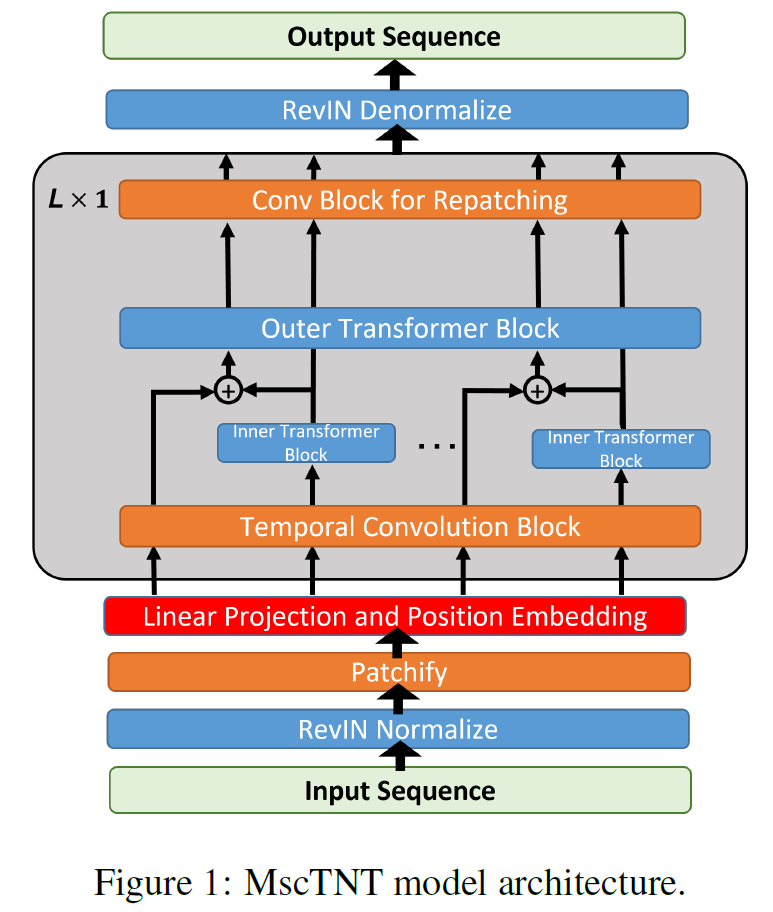 Output Sequence
RevIN Denormalize
L × 1
Conv Block for Repatching
Outer Transformer Block
+
+
Inner Transformer
Block
...
Inner Transformer
Block
Temporal Convolution Block
Linear Projection and Position Embedding
Patchify
RevIN Normalize
Input Sequence
Figure 1: MscTNT model architecture.